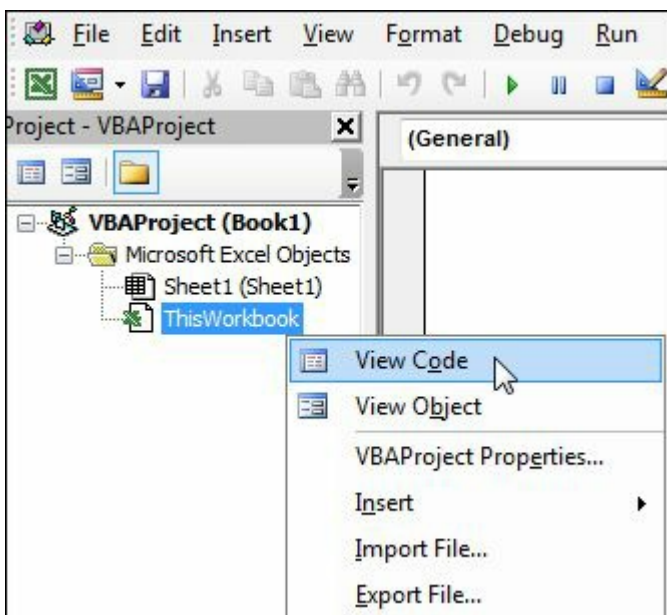 File Edit Insert View Format Debug Run
Project - VBAProject
(General)
VBAProject (Book1)
Microsoft Excel Objects
Sheet1 (Sheet1)
ThisWorkbook
View Code
View Object
VBAProject Properties...
Insert
Import File...
Export File...